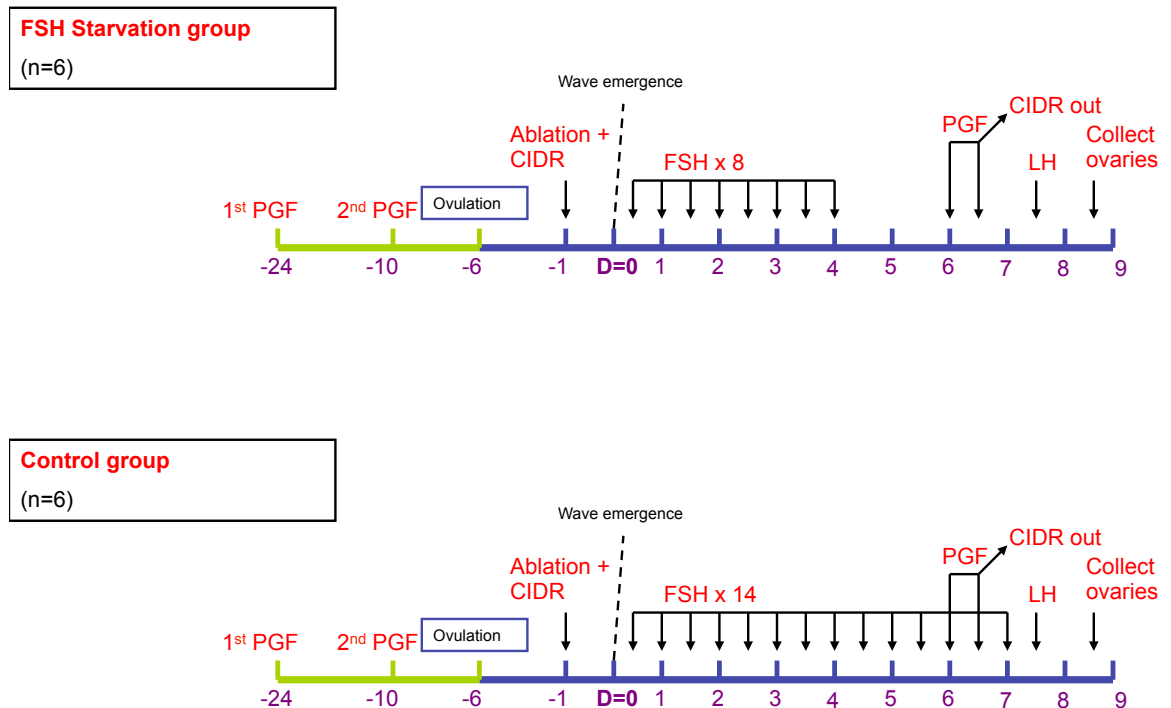 FSH Starvation group
(n=6)
Wave emergence
CIDR out
PGF
Ablation +
CIDR
Collect
ovaries
FSH x 8
LH
1st PGF
2nd PGF
Ovulation
-24 -10 -6 -1 D=0 1 2 3 4 5 6 7 8 9
Control group
(n=6)
Wave emergence
CIDR out
PGF
Ablation +
CIDR
Collect
ovaries
FSH x 14
LH
1st PGF
2nd PGF
Ovulation
-24 -10 -6 -1 D=0 1 2 3 4 5 6 7 8 9